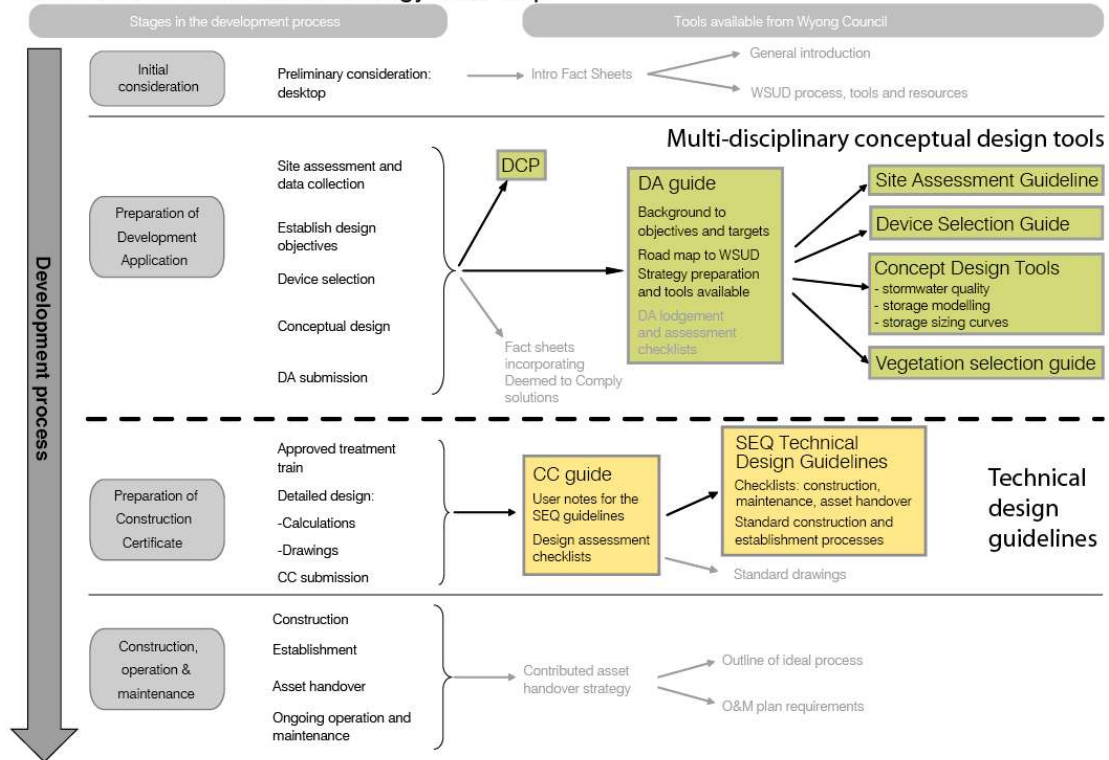 Stages in the development process
Tools available from Wyong Council
Development process
Initial
consideration
Preliminary consideration:
desktop
Intro Fact Sheets
General introduction
WSUD process, tools and resources
Multi-disciplinary conceptual design tools
Preparation of
Development
Application
Site assessment and
data collection
Establish design
objectives
Device selection
Conceptual design
DA submission
DCP
Fact sheets
incorporating
Deemed to Comply
solutions
DA guide
Background to
objectives and targets
Road map to WSUD
Strategy preparation
and tools available
DA lodgement
and assessment
checklists
Site Assessment Guideline
Device Selection Guide
Concept Design Tools
- stormwater quality
- storage modelling
- storage sizing curves
Vegetation selection guide
Preparation of
Construction
Certificate
Approved treatment
train
Detailed design:
-Calculations
-Drawings
CC submission
CC guide
User notes for the
SEQ guidelines
Design assessment
checklists
SEQ Technical
Design Guidelines
Checklists: construction,
maintenance, asset handover
Standard construction and
establishment processes
Standard drawings
Technical
design
guidelines
Construction,
operation &
maintenance
Construction
Establishment
Asset handover
Ongoing operation and
maintenance
Contributed asset
handover strategy
Outline of ideal process
O&M plan requirements